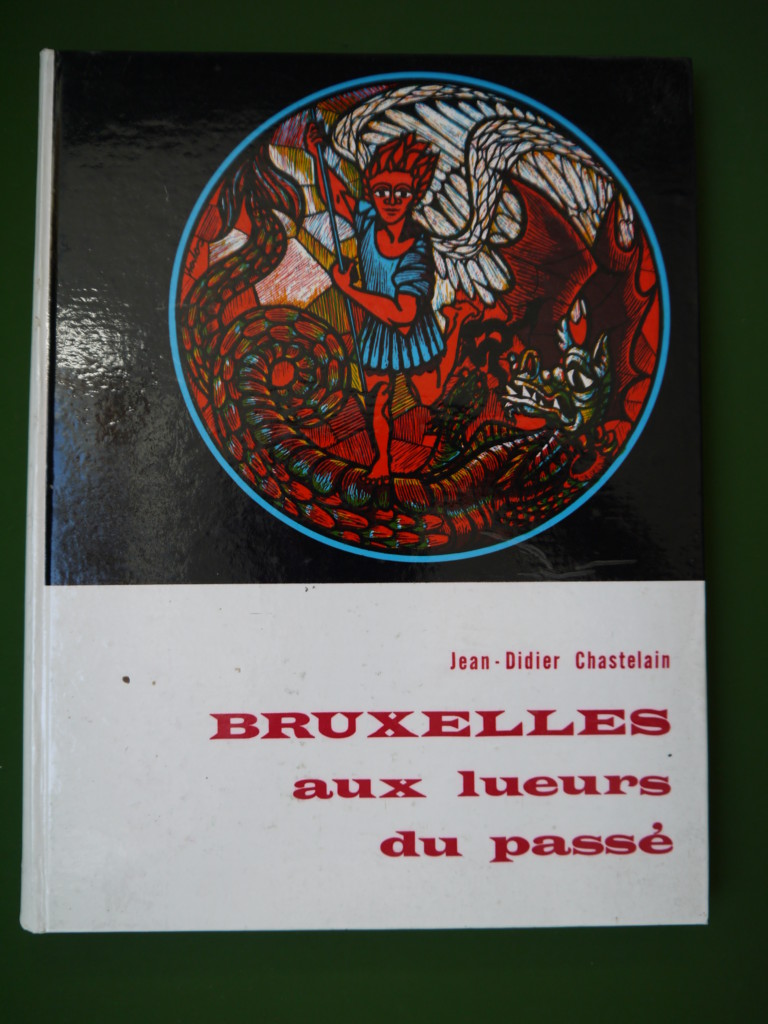 Jean-Didier Chastelain
BRUXELLES
aux lueurs
du passé